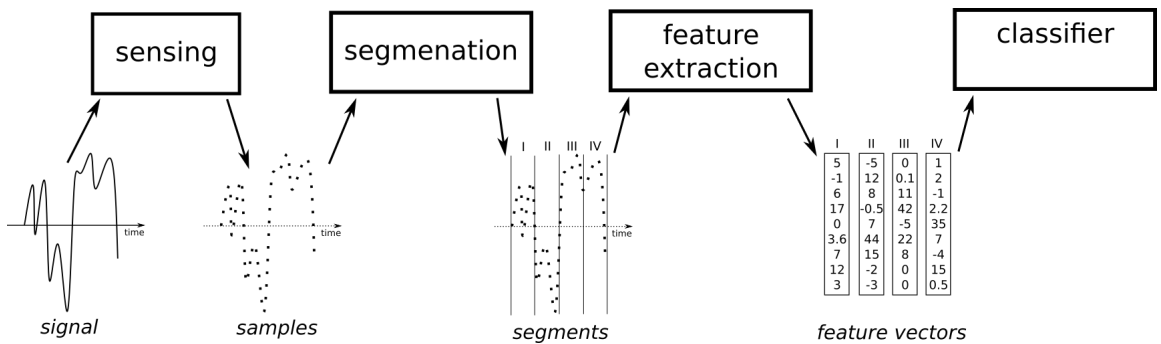 sensing
segmenation
feature
extraction
classifier
time
signal
time
samples
I II III IV
time
segments
I II III IV
5 -5 0 1
-1 12 0.1 2
6 8 11 -1
17 -0.5 42 2.2
0 7 -5 35
3.6 44 22 7
7 15 8 -4
12 -2 0 15
3 -3 0 0.5
feature vectors